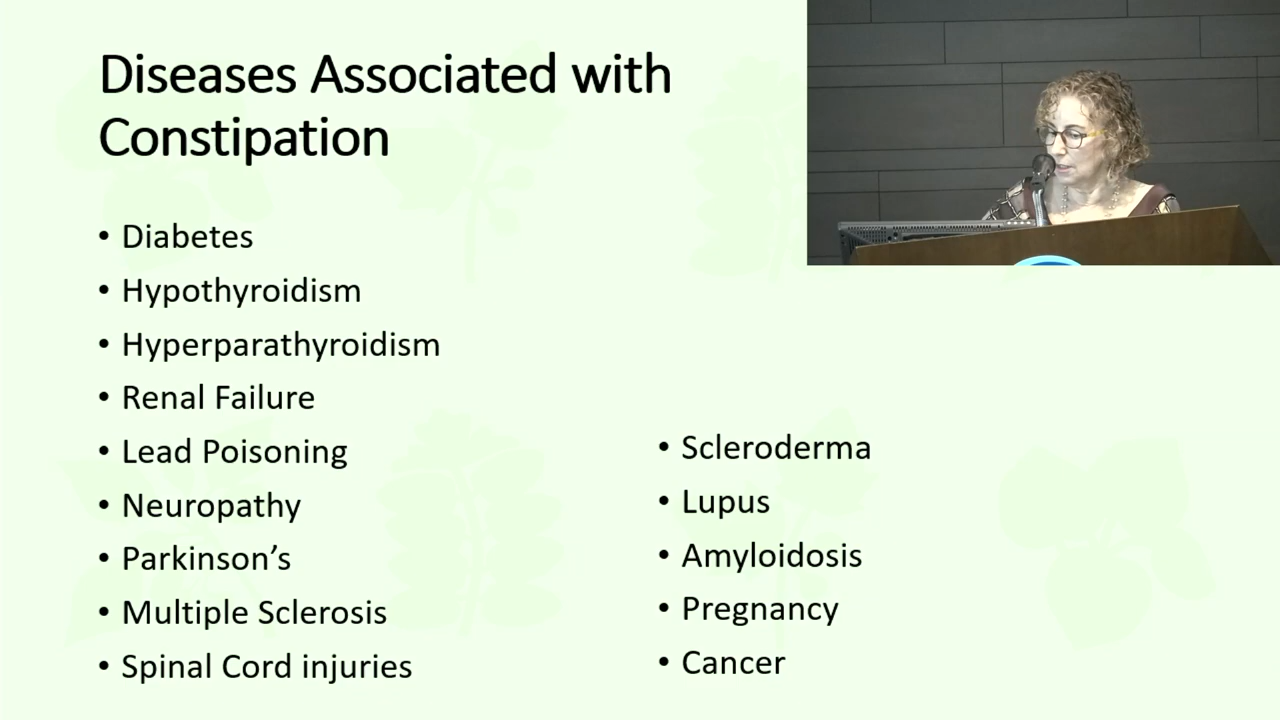 Diseases Associated with
Constipation
• Diabetes
• Hypothyroidism
• Hyperparathyroidism
• Renal Failure
• Lead Poisoning
• Neuropathy
• Parkinson’s
• Multiple Sclerosis
• Spinal Cord injuries
• Scleroderma
• Lupus
• Amyloidosis
• Pregnancy
• Cancer